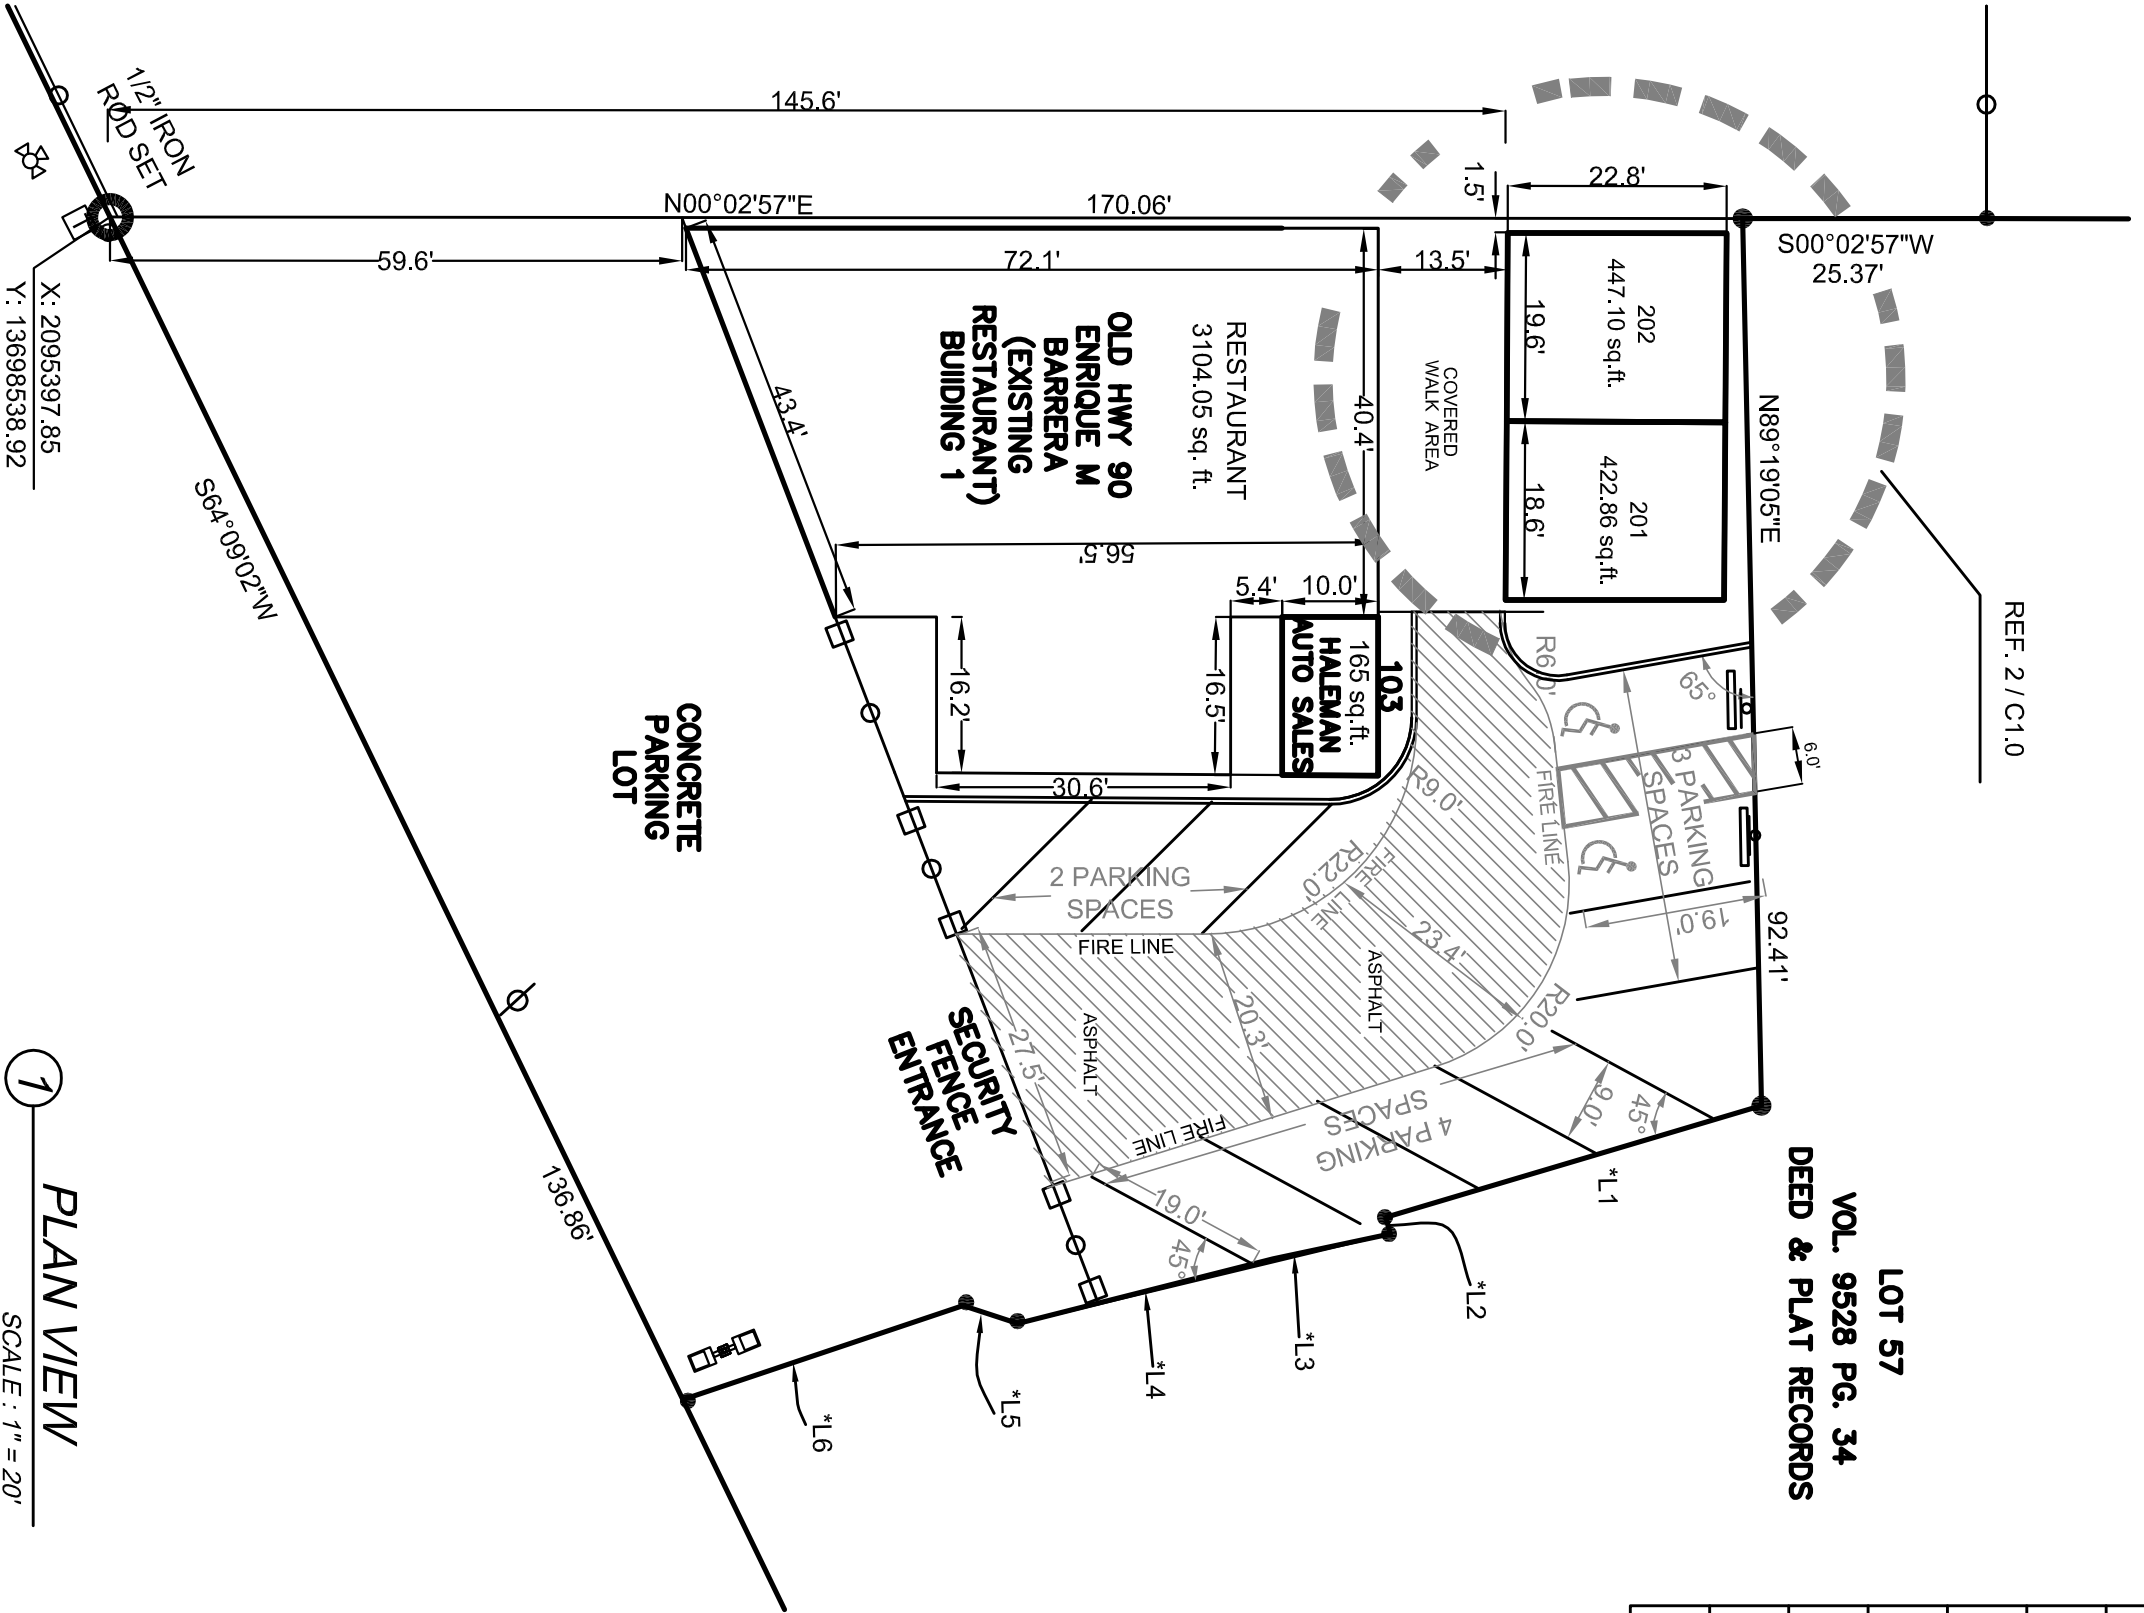 145.6'
1/2" IRON
ROD SET
X: 2095397.85
Y: 13698538.92
N00°02'57"E
170.06'
59.6'
72.1'
13.5'
1.5'
22.8'
S00°02'57"W
25.37'
REF. 2 / C1.0
202
447.10 sq.ft.
19.6'
201
422.86 sq.ft.
18.6'
N89°19'05"E
92.41'
COVERED
WALK AREA
40.4'
RESTAURANT
3104.05 sq. ft.
OLD HWY 90
ENRIQUE M
BARRERA
(EXISTING
RESTAURANT)
BUIIDING 1
43.4'
56.5'
5.4'
10.0'
103
165 sq.ft.
HALEMAN
AUTO SALES
16.5'
16.2'
30.6'
R6.0'
65°
6.0'
3 PARKING
SPACES
FIRE LINE
19.0'
R9.0'
R22.0'
FIRE LINE
23.4'
R20.0'
2 PARKING
SPACES
FIRE LINE
ASPHALT
20.3'
ASPHALT
27.5'
FIRE LINE
4 PARKING
SPACES
9.0'
45°
19.0'
45°
SECURITY
FENCE
ENTRANCE
CONCRETE
PARKING
LOT
S64°09'02"W
136.86'
*L1
*L2
*L3
*L4
*L5
*L6
LOT 57
VOL. 9528 PG. 34
DEED & PLAT RECORDS
1
PLAN VIEW
SCALE : 1" = 20'